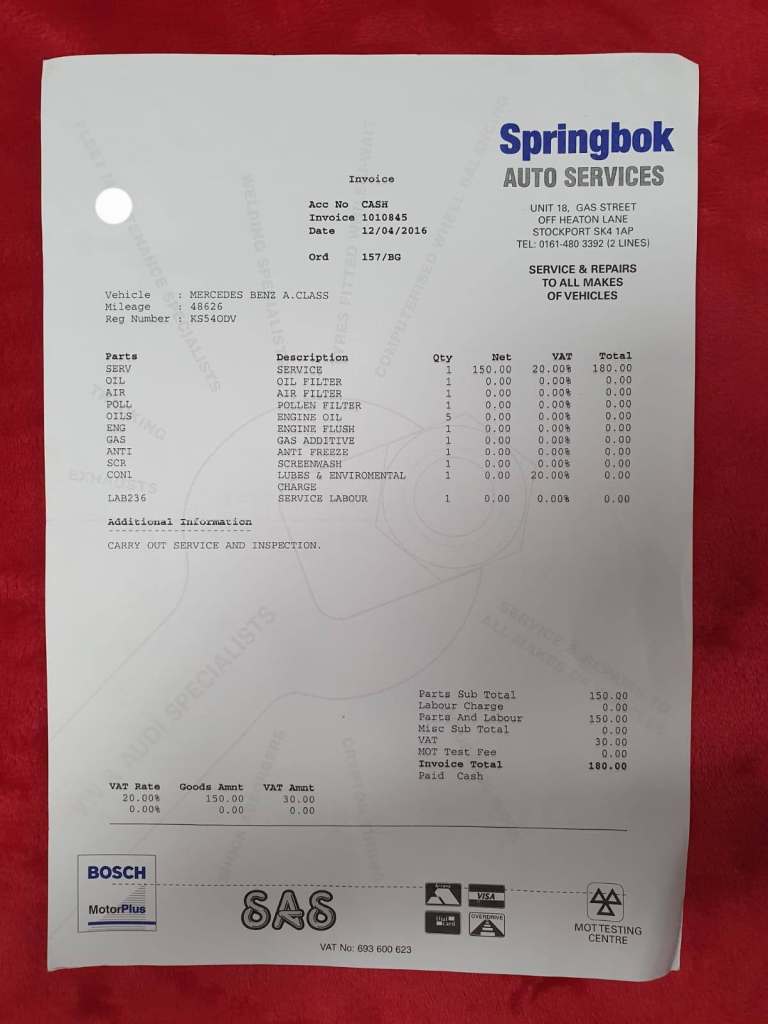 Springbok
AUTO SERVICES
UNIT 18, GAS STREET
OFF HEATON LANE
STOCKPORT SK4 1AP
TEL: 0161-480 3392 (2 LINES)
SERVICE & REPAIRS
TO ALL MAKES
OF VEHICLES
Invoice
Acc No CASH
Invoice 1010845
Date 12/04/2016
Ord 157/BG
Vehicle : MERCEDES BENZ A.CLASS
Mileage : 48626
Reg Number : KS54ODV
Parts Description Qty Net VAT Total
SERV SERVICE 1 150.00 20.00% 180.00
OIL OIL FILTER 1 0.00 0.00% 0.00
AIR AIR FILTER 1 0.00 0.00% 0.00
POLL POLLEN FILTER 1 0.00 0.00% 0.00
OILS ENGINE OIL 5 0.00 0.00% 0.00
ENG ENGINE FLUSH 1 0.00 0.00% 0.00
GAS GAS ADDITIVE 1 0.00 0.00% 0.00
ANTI ANTI FREEZE 1 0.00 0.00% 0.00
SCR SCREENWASH 1 0.00 0.00% 0.00
CON1 LUBES & ENVIROMENTAL 1 0.00 20.00% 0.00
CHARGE
LAB236 SERVICE LABOUR 1 0.00 0.00% 0.00
Additional Information
CARRY OUT SERVICE AND INSPECTION.
Parts Sub Total 150.00
Labour Charge 0.00
Parts And Labour 150.00
Misc Sub Total 0.00
VAT 30.00
MOT Test Fee 0.00
Invoice Total 180.00
Paid Cash
VAT Rate Goods Amnt VAT Amnt
20.00% 150.00 30.00
0.00% 0.00 0.00
BOSCH
MotorPlus
SAS
VISA
OVERDRIVE
MOT TESTING
CENTRE
VAT No: 693 600 623
WELDING SPECIALISTS
AUDI SPECIALISTS